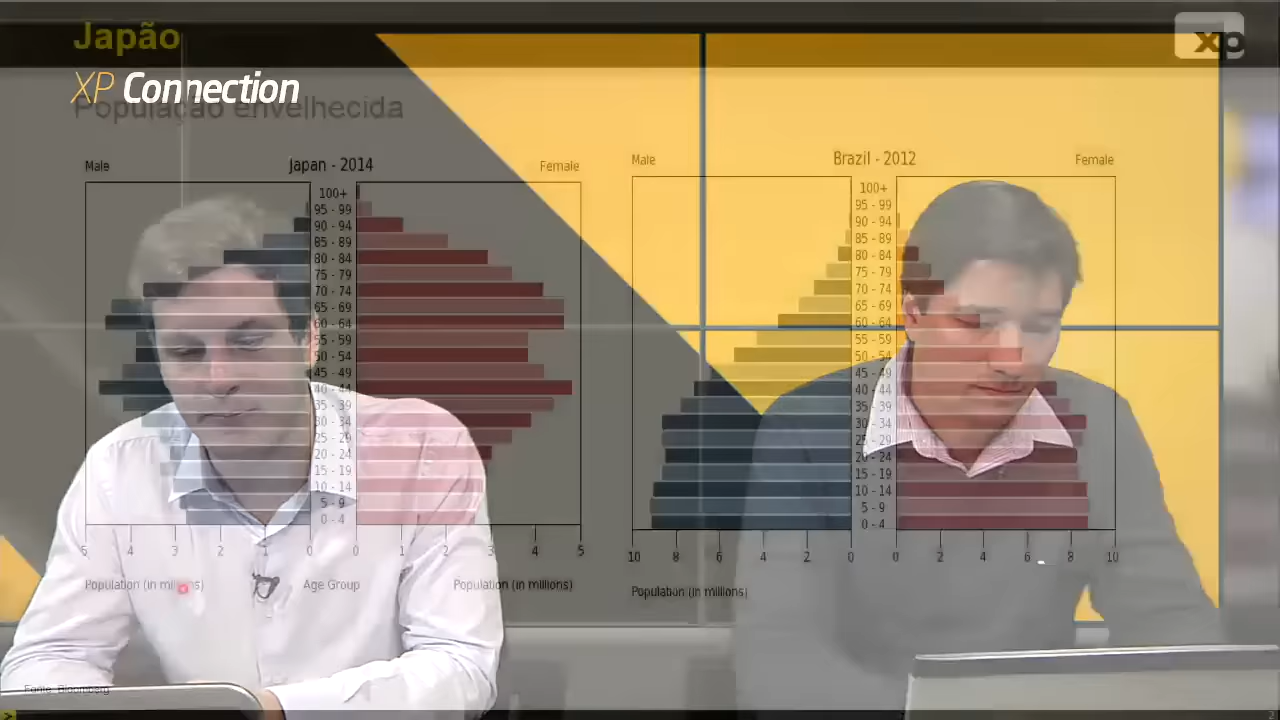 Japão
xp
XP Connection
População envelhecida
Male
Japan - 2014
Female
Male
Brazil - 2012
Female
100+
95 - 99
90 - 94
85 - 89
80 - 84
75 - 79
70 - 74
65 - 69
60 - 64
55 - 59
50 - 54
45 - 49
40 - 44
35 - 39
30 - 34
25 - 29
20 - 24
15 - 19
10 - 14
5 - 9
0 - 4
5 4 3 2 1 0 0 1 2 3 4 5
Population (in millions)
Age Group
Population (in millions)
100+
95 - 99
90 - 94
85 - 89
80 - 84
75 - 79
70 - 74
65 - 69
60 - 64
55 - 59
50 - 54
45 - 49
40 - 44
35 - 39
30 - 34
25 - 29
20 - 24
15 - 19
10 - 14
5 - 9
0 - 4
10 8 6 4 2 0 0 2 4 6 8 10
Population (in millions)
Fonte: Bloomberg